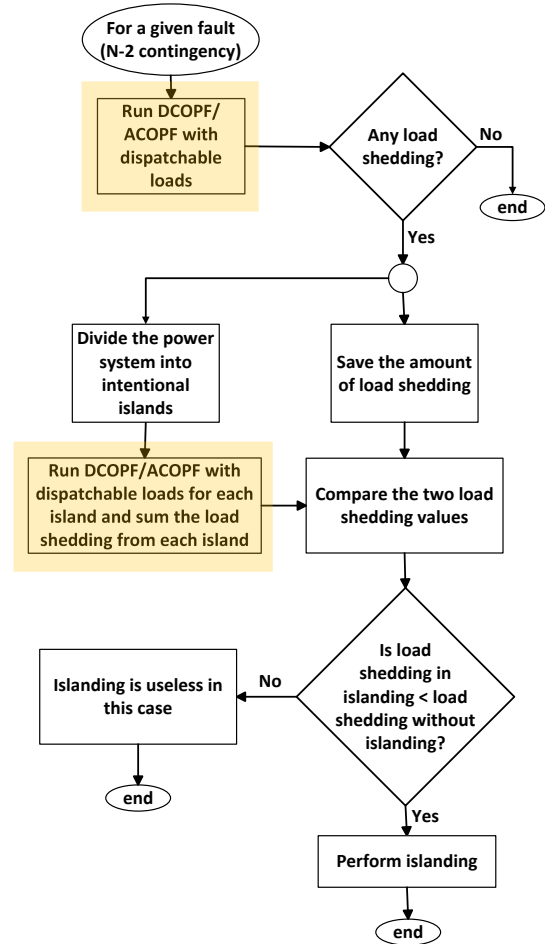 For a given fault
(N-2 contingency)
Run DCOPF/
ACOPF with
dispatchable
loads
Any load
shedding?
No
end
Yes
Divide the power
system into
intentional
islands
Save the amount
of load shedding
Run DCOPF/ACOPF with
dispatchable loads for each
island and sum the load
shedding from each island
Compare the two load
shedding values
Is load
shedding in
islanding < load
shedding without
islanding?
No
Islanding is useless in
this case
end
Yes
Perform islanding
end